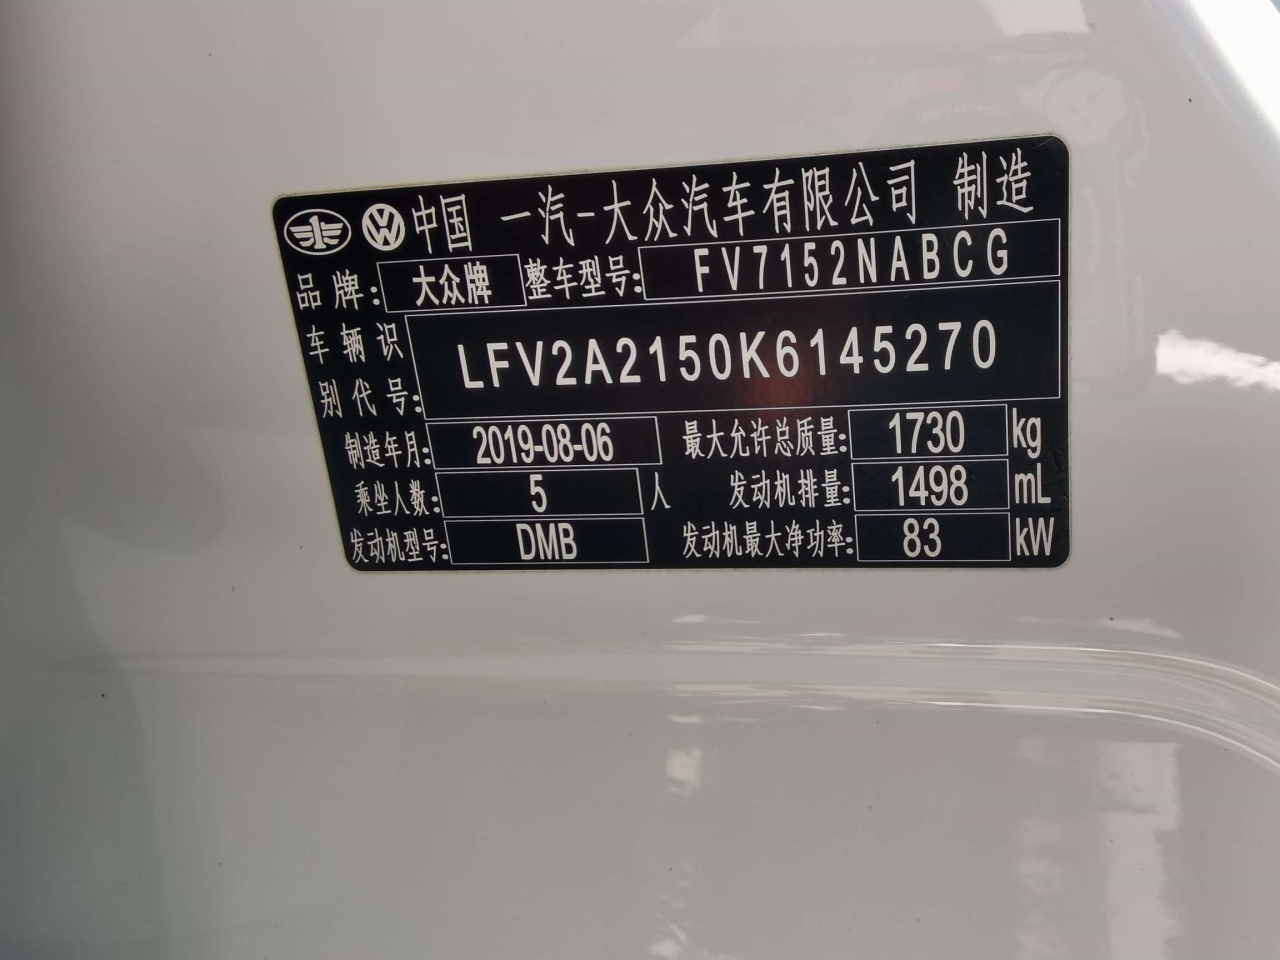 中国 一汽-大众汽车有限公司 制造
品牌: 大众牌 整车型号: FV7152NABCG
车辆识别代号: LFV2A2150K6145270
制造年月: 2019-08-06 最大允许总质量: 1730 kg
乘坐人数: 5 人 发动机排量: 1498 mL
发动机型号: DMB 发动机最大净功率: 83 kW